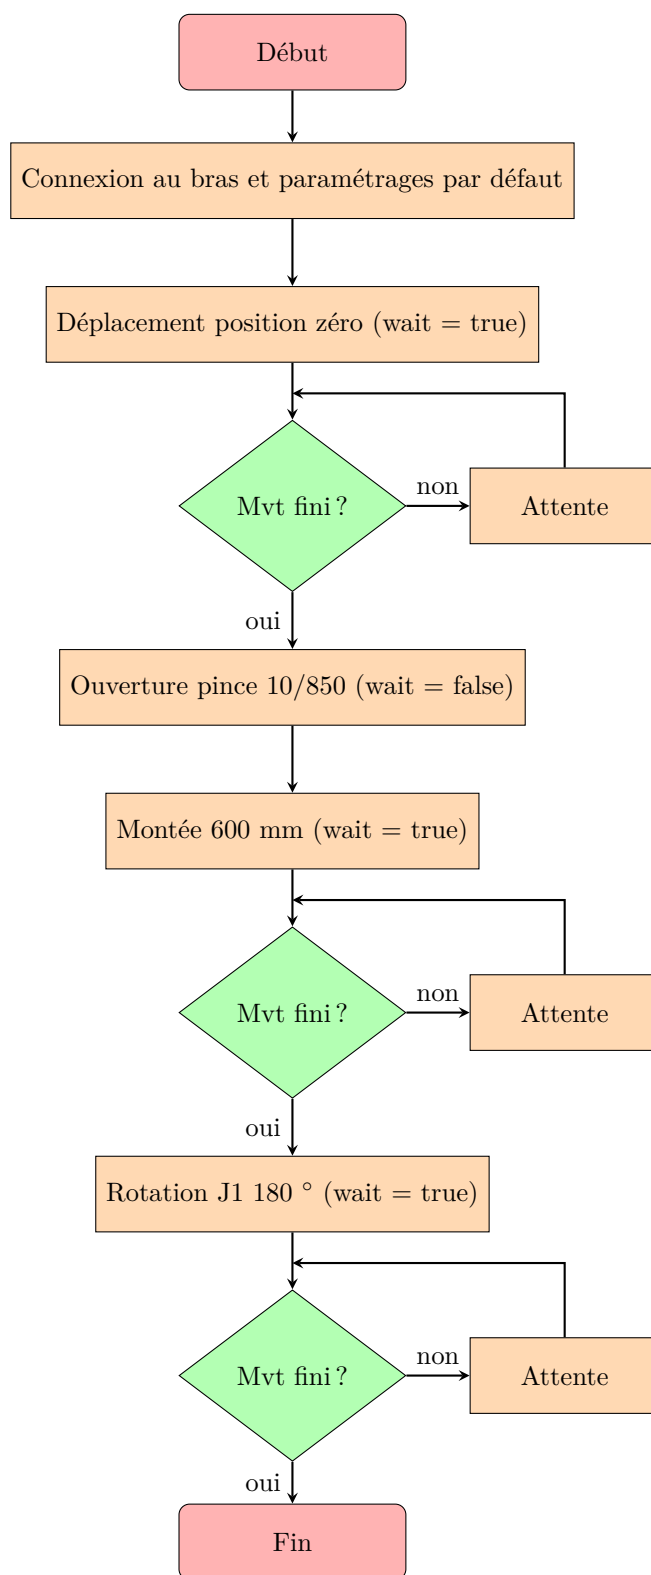 Début
Connexion au bras et paramétrages par défaut
Déplacement position zéro (wait = true)
Mvt fini ?
non
Attente
oui
Ouverture pince 10/850 (wait = false)
Montée 600 mm (wait = true)
Mvt fini ?
non
Attente
oui
Rotation J1 180 ° (wait = true)
Mvt fini ?
non
Attente
oui
Fin